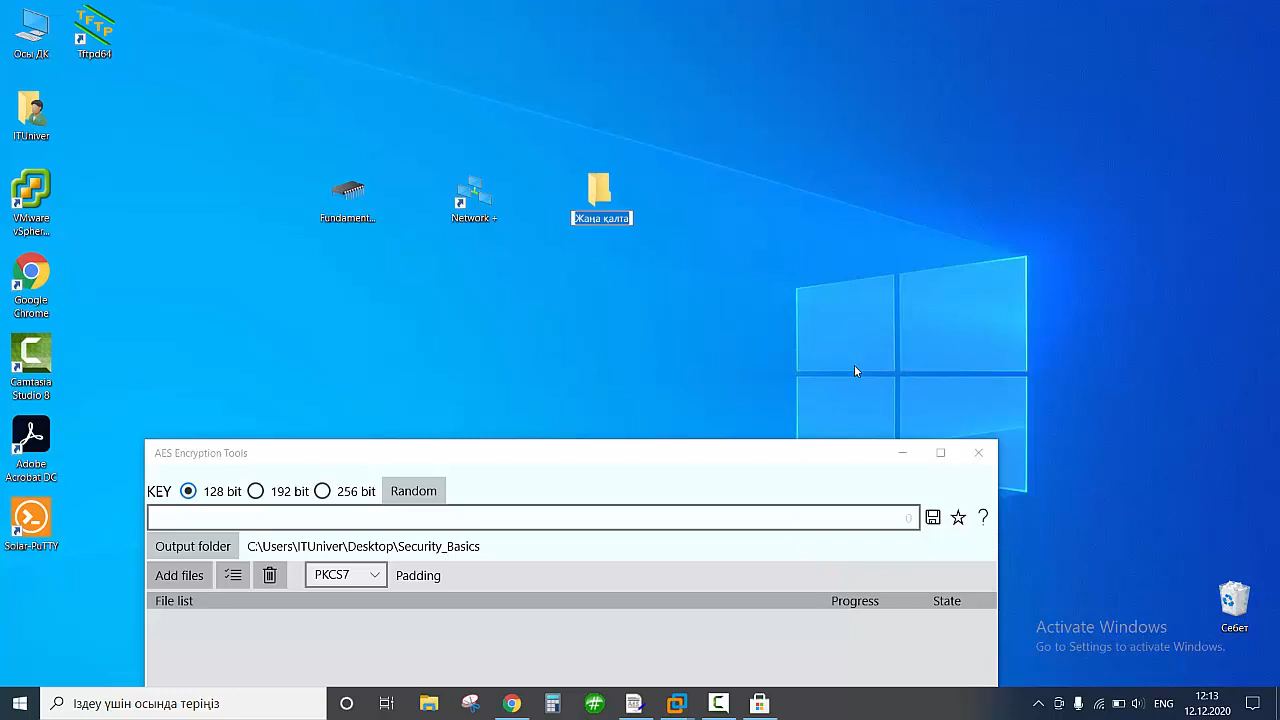 Осы ДК
Tftpd64
ITUniver
VMware
vSpher...
Google
Chrome
Camtasia
Studio 8
Adobe
Acrobat DC
Solar-PuTTY
Fundament...
Network +
Жаңа қалта
AES Encryption Tools
KEY 128 bit 192 bit 256 bit Random
0
Output folder C:\Users\ITUniver\Desktop\Security_Basics
Add files PKCS7 Padding
File list Progress State
Себет
Activate Windows
Go to Settings to activate Windows.
Іздеу үшін осында теріңіз
ENG
12:13
12.12.2020